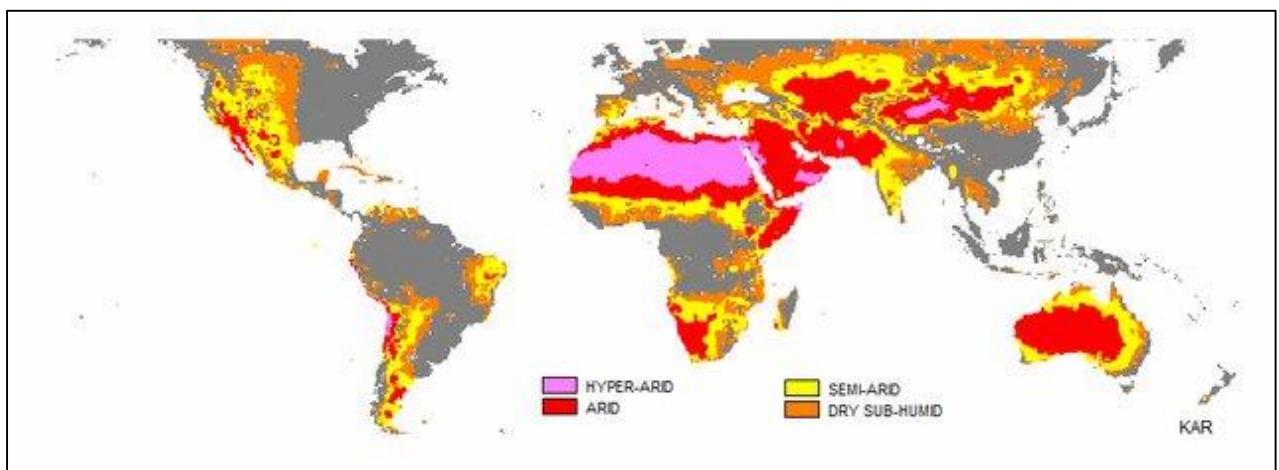 HYPER-ARID
ARID
SEMI-ARID
DRY SUB-HUMID
KAR